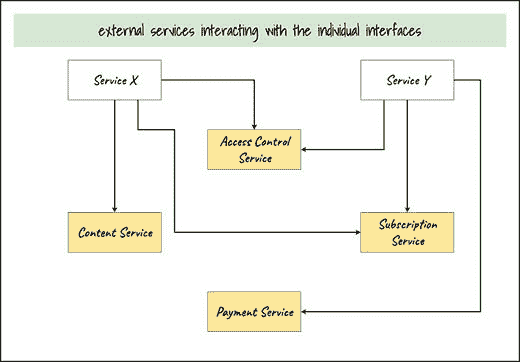 external services interacting with the individual interfaces
Service X
Service Y
Access Control
Service
Content Service
Subscription
Service
Payment Service